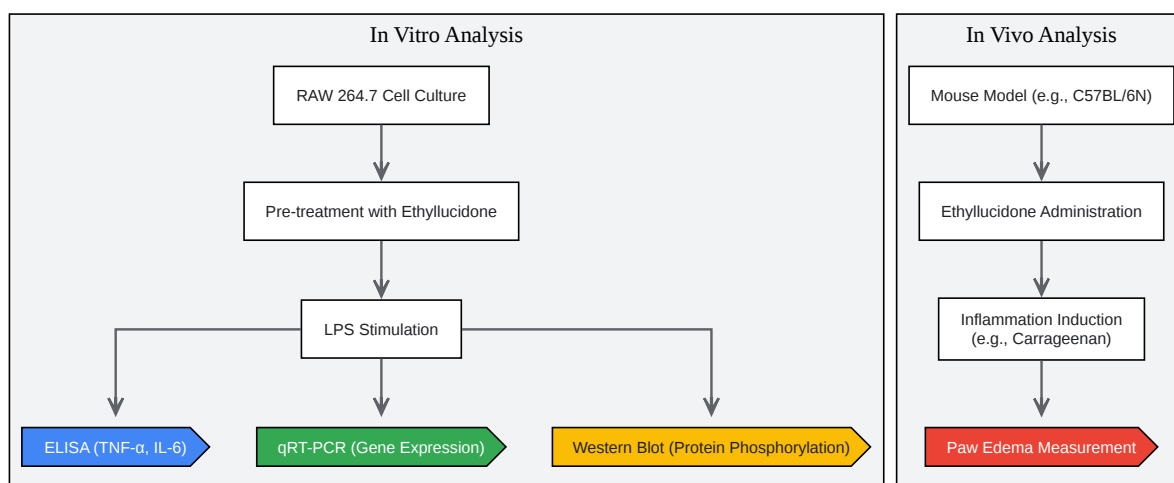 In Vitro Analysis
RAW 264.7 Cell Culture
Pre-treatment with Ethyllucidone
LPS Stimulation
ELISA (TNF-α, IL-6)
qRT-PCR (Gene Expression)
Western Blot (Protein Phosphorylation)
In Vivo Analysis
Mouse Model (e.g., C57BL/6N)
Ethyllucidone Administration
Inflammation Induction
(e.g., Carrageenan)
Paw Edema Measurement